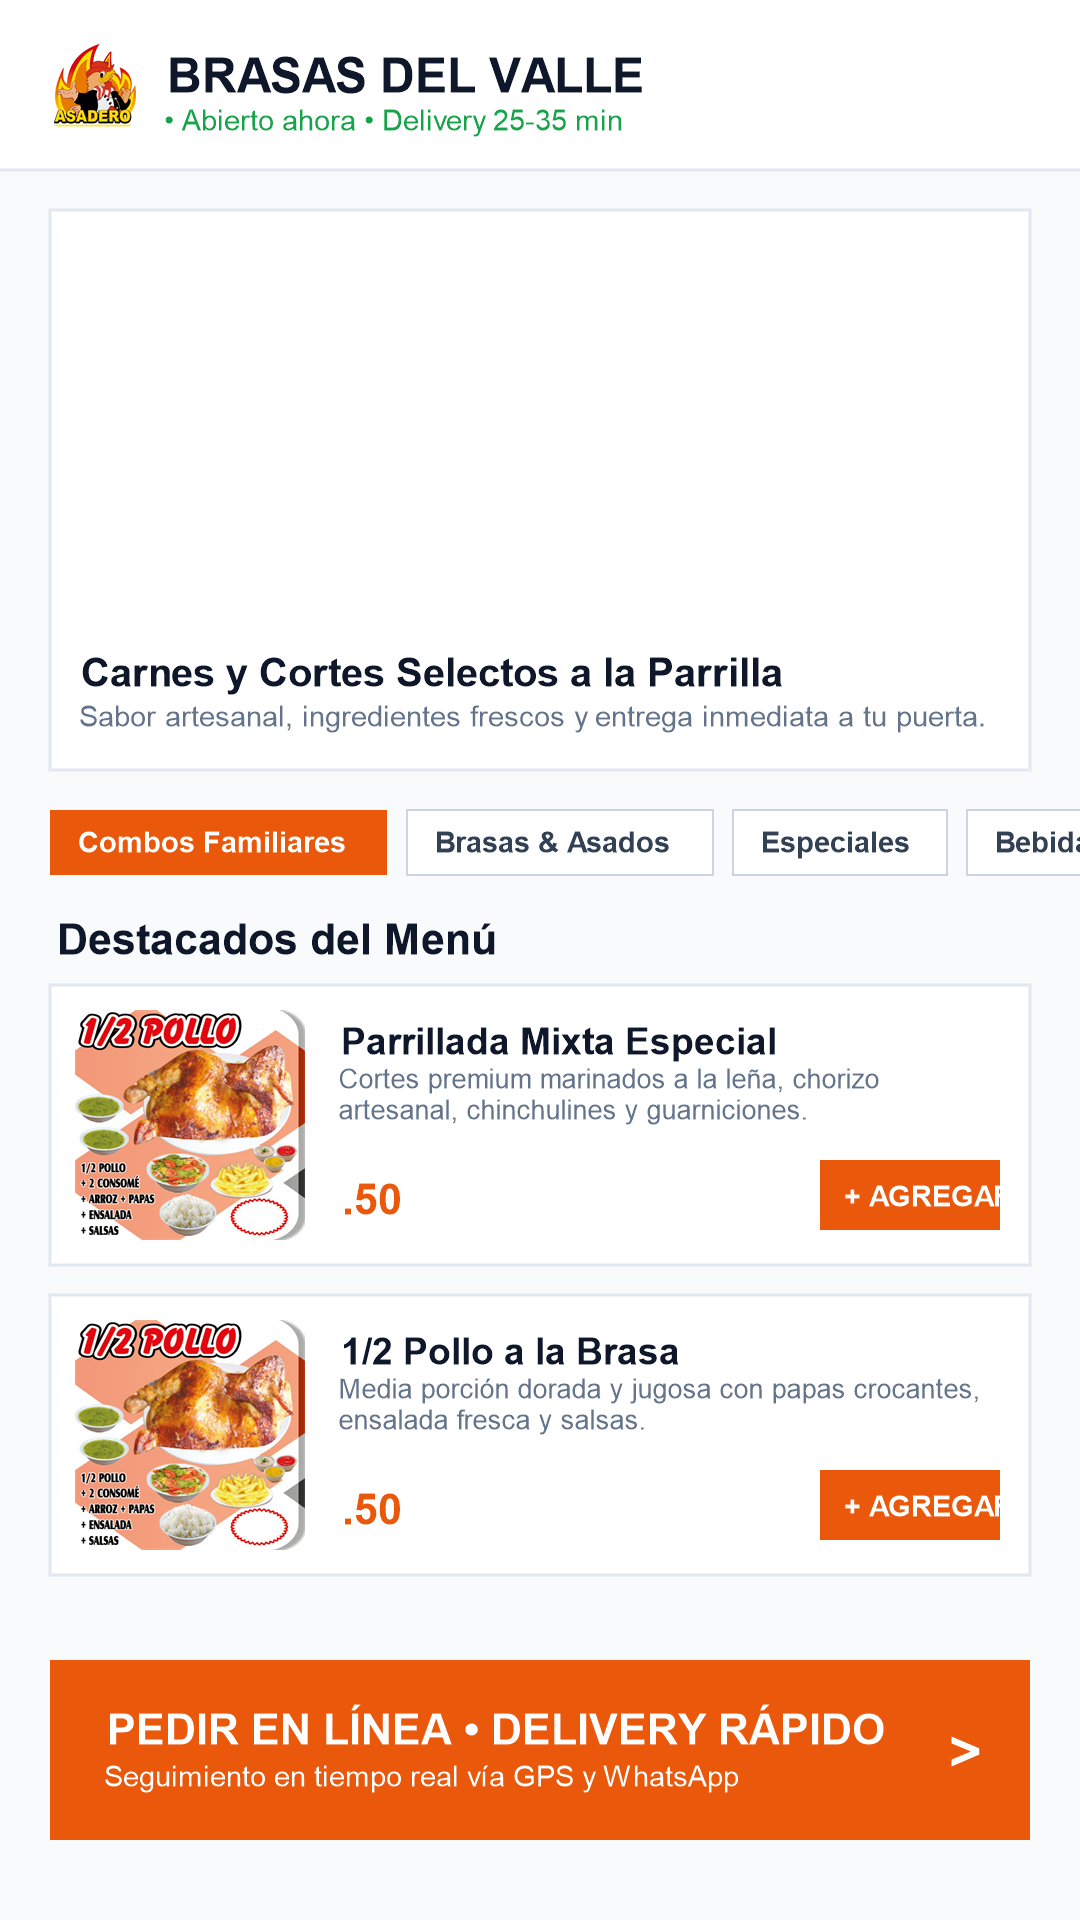 ASADERO
BRASAS DEL VALLE
• Abierto ahora • Delivery 25-35 min
Carnes y Cortes Selectos a la Parrilla
Sabor artesanal, ingredientes frescos y entrega inmediata a tu puerta.
Combos Familiares
Brasas & Asados
Especiales
Bebida
Destacados del Menú
1/2 POLLO
1/2 POLLO
+ 2 CONSOMÉ
+ ARROZ + PAPAS
+ ENSALADA
+ SALSAS
Parrillada Mixta Especial
Cortes premium marinados a la leña, chorizo
artesanal, chinchulines y guarniciones.
.50
+ AGREGAR
1/2 POLLO
1/2 POLLO
+ 2 CONSOMÉ
+ ARROZ + PAPAS
+ ENSALADA
+ SALSAS
1/2 Pollo a la Brasa
Media porción dorada y jugosa con papas crocantes,
ensalada fresca y salsas.
.50
+ AGREGAR
PEDIR EN LÍNEA • DELIVERY RÁPIDO
Seguimiento en tiempo real vía GPS y WhatsApp
>